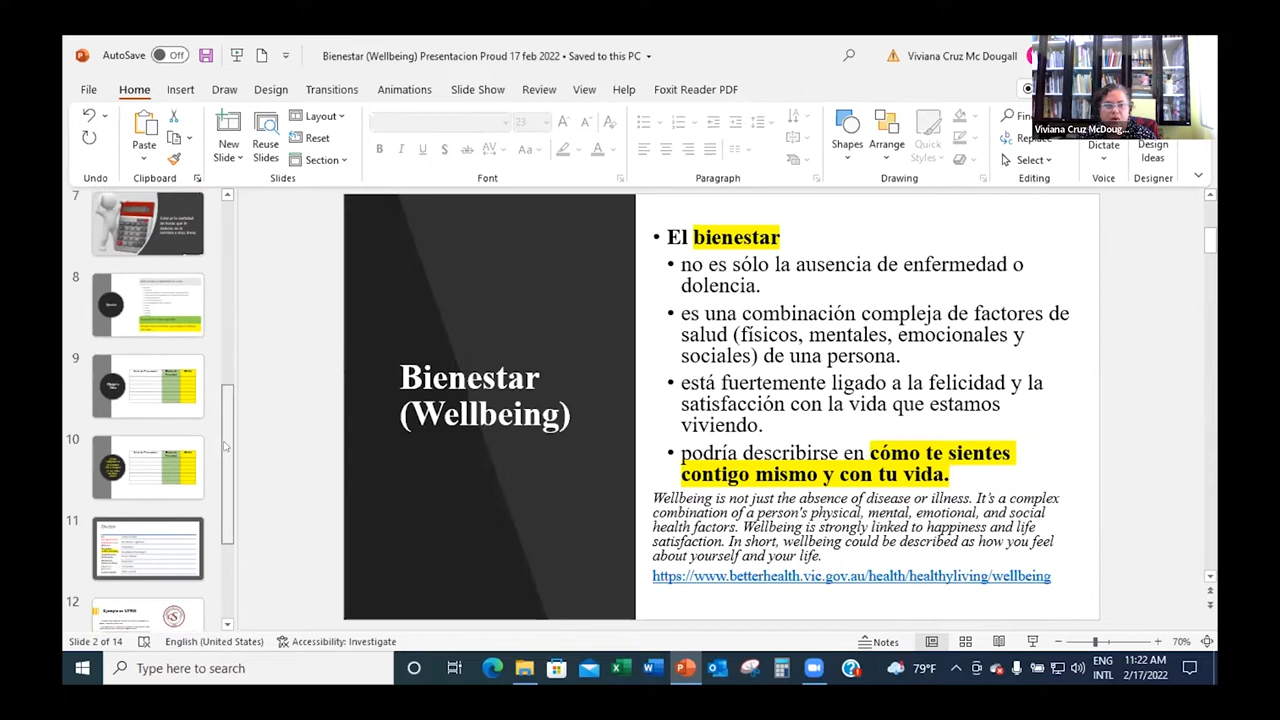 AutoSave Off Bienestar (Wellbeing) Presentacion Proud 17 feb 2022 • Saved to this PC Viviana Cruz Mc Dougall
File Home Insert Draw Design Transitions Animations Slide Show Review View Help Foxit Reader PDF
Viviana Cruz McDoug...
Paste New Slide Reuse Slides Layout Reset Section 23 Shapes Arrange Quick Styles Replace Select Dictate Design Ideas
Undo Clipboard Slides Font Paragraph Drawing Editing Voice Designer
7
8
9
10
11
12
Bienestar
(Wellbeing)
• El bienestar
• no es sólo la ausencia de enfermedad o
dolencia.
• es una combinación compleja de factores de
salud (físicos, mentales, emocionales y
sociales) de una persona.
• está fuertemente ligado a la felicidad y la
satisfacción con la vida que estamos
viviendo.
• podría describirse en cómo te sientes
contigo mismo y con tu vida.
Wellbeing is not just the absence of disease or illness. It's a complex
combination of a person's physical, mental, emotional, and social
health factors. Wellbeing is strongly linked to happiness and life
satisfaction. In short, wellbeing could be described as how you feel
about yourself and your life.
https://www.betterhealth.vic.gov.au/health/healthyliving/wellbeing
Slide 2 of 14 English (United States) Accessibility: Investigate Notes 70%
Type here to search 79°F ENG INTL 11:22 AM 2/17/2022